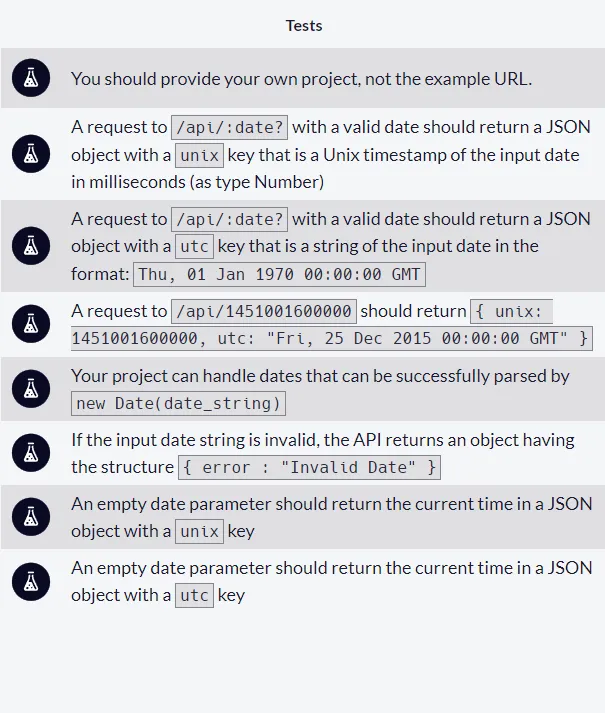 Tests
You should provide your own project, not the example URL.
A request to /api/:date? with a valid date should return a JSON
object with a unix key that is a Unix timestamp of the input date
in milliseconds (as type Number)
A request to /api/:date? with a valid date should return a JSON
object with a utc key that is a string of the input date in the
format: Thu, 01 Jan 1970 00:00:00 GMT
A request to /api/1451001600000 should return { unix:
1451001600000, utc: "Fri, 25 Dec 2015 00:00:00 GMT" }
Your project can handle dates that can be successfully parsed by
new Date(date_string)
If the input date string is invalid, the API returns an object having
the structure { error : "Invalid Date" }
An empty date parameter should return the current time in a JSON
object with a unix key
An empty date parameter should return the current time in a JSON
object with a utc key